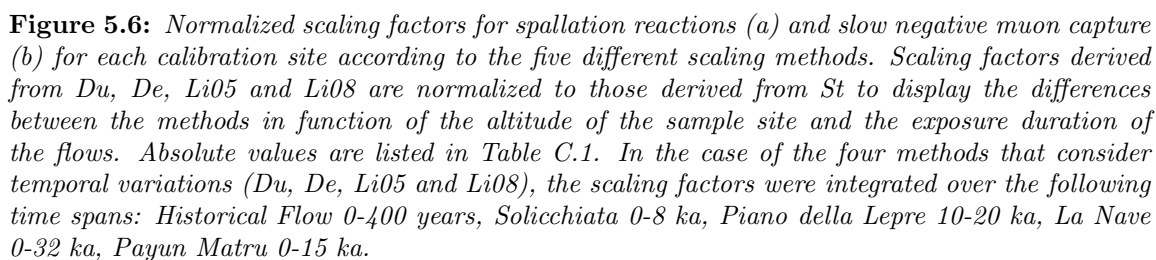 Figure 5.6: Normalized scaling factors for spallation reactions (a) and slow negative muon capture
(b) for each calibration site according to the five different scaling methods. Scaling factors derived
from Du, De, Li05 and Li08 are normalized to those derived from St to display the differences
between the methods in function of the altitude of the sample site and the exposure duration of
the flows. Absolute values are listed in Table C.1. In the case of the four methods that consider
temporal variations (Du, De, Li05 and Li08), the scaling factors were integrated over the following
time spans: Historical Flow 0-400 years, Solicchiata 0-8 ka, Piano della Lepre 10-20 ka, La Nave
0-32 ka, Payun Matru 0-15 ka.